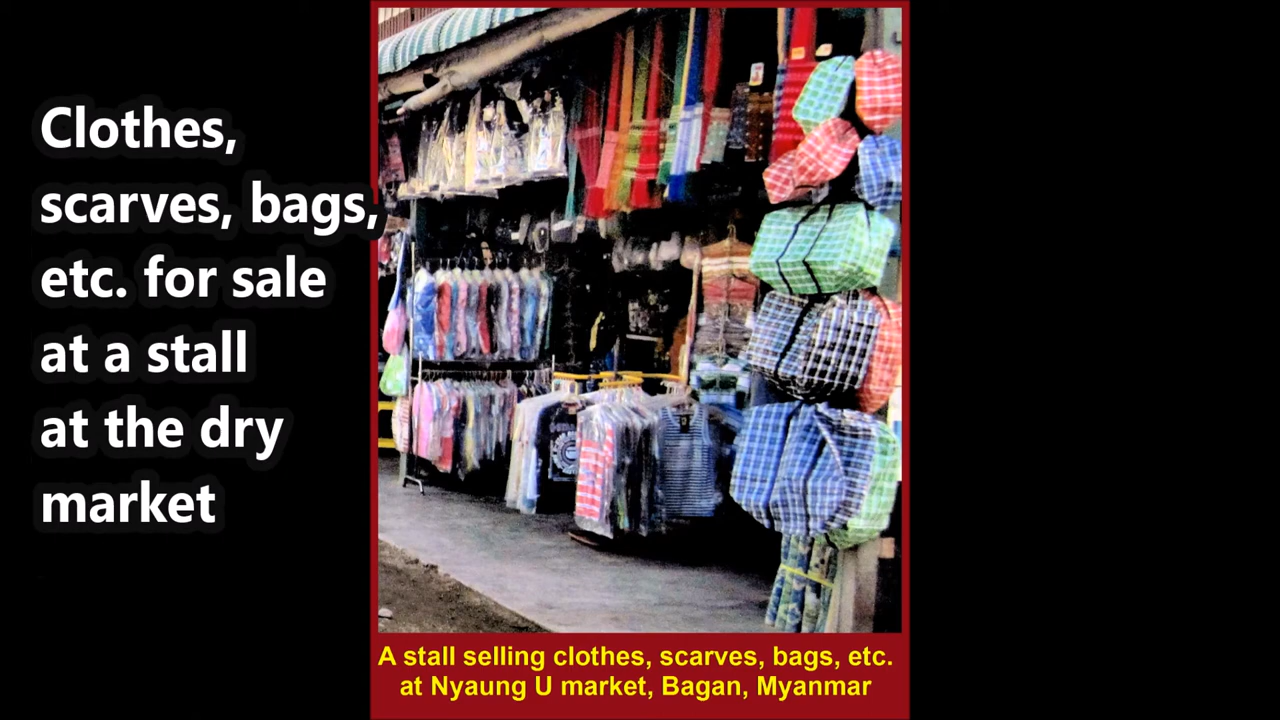 Clothes,
scarves, bags,
etc. for sale
at a stall
at the dry
market
A stall selling clothes, scarves, bags, etc.
at Nyaung U market, Bagan, Myanmar